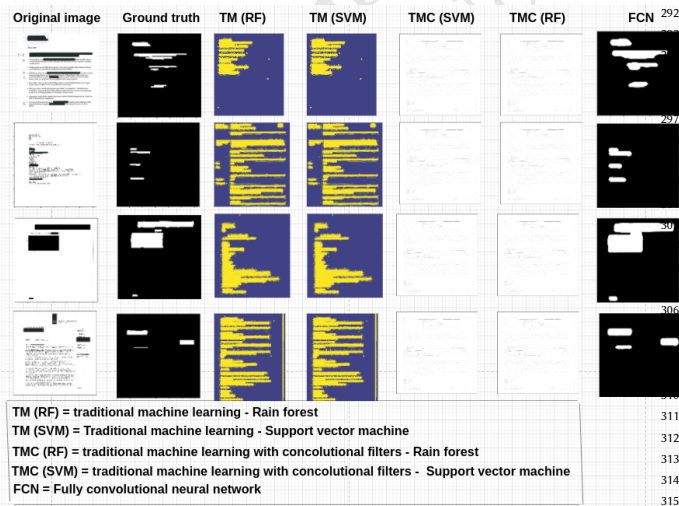 Original image Ground truth TM (RF) TM (SVM) TMC (SVM) TMC (RF) FCN
292
297
30
306
TM (RF) = traditional machine learning - Rain forest
311
TM (SVM) = Traditional learning - Support vector machine
312
TMC (RF) = traditional machine learning with concolutional filters - Rain forest
313
TMC (SVM) = traditional machine learning with concolutional filters - Support vector machine
314
FCN = Fully convolutional neural network
315